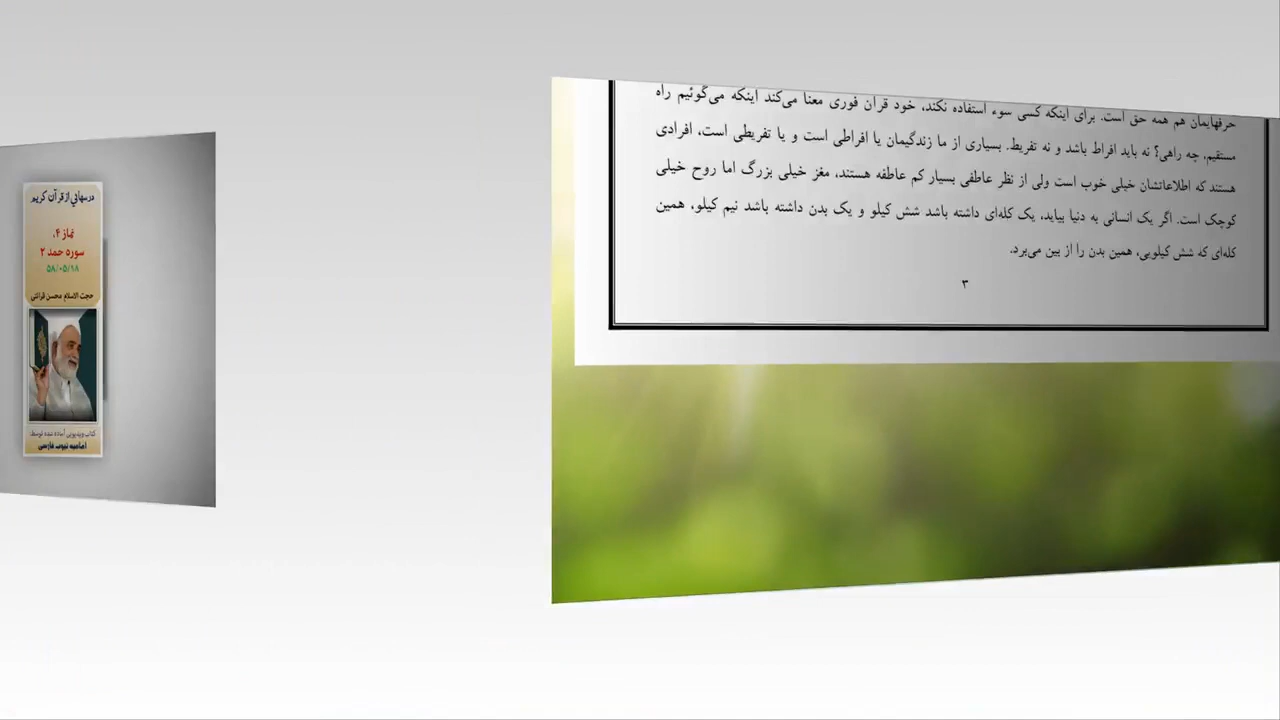 حرفهایمان هم همه حق است. برای اینکه کسی سوء استفاده نکند، خود قرآن فوری معنا می‌کند اینکه می‌گوئیم راه
مستقیم، چه راهی؟ نه باید افراط باشد و نه تفریط. بسیاری از ما زندگیمان یا افراطی است و یا تفریطی است، افرادی
هستند که اطلاعاتشان خیلی خوب است ولی از نظر عاطفی بسیار کم عاطفه هستند، مغز خیلی بزرگ اما روح خیلی
کوچک است. اگر یک انسانی به دنیا بیاید، یک کله‌ای داشته باشد شش کیلو و یک بدن داشته باشد نیم کیلو، همین
کله‌ای که شش کیلویی، همین بدن را از بین می‌برد.
۳
درسهایی از قرآن کریم
نماز ۴،
سوره حمد ۲
۵۸/۰۵/۱۸
حجت الاسلام محسن قرائتی
کتاب ویدیویی آماده شده توسط:
امامیه تیوب فارسی